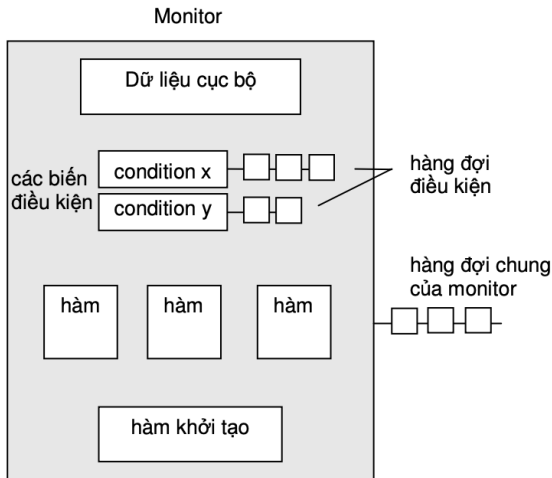 Monitor
Dữ liệu cục bộ
các biến
điều kiện
condition x
condition y
hàng đợi
điều kiện
hàng đợi chung
của monitor
hàm
hàm
hàm
hàm khởi tạo